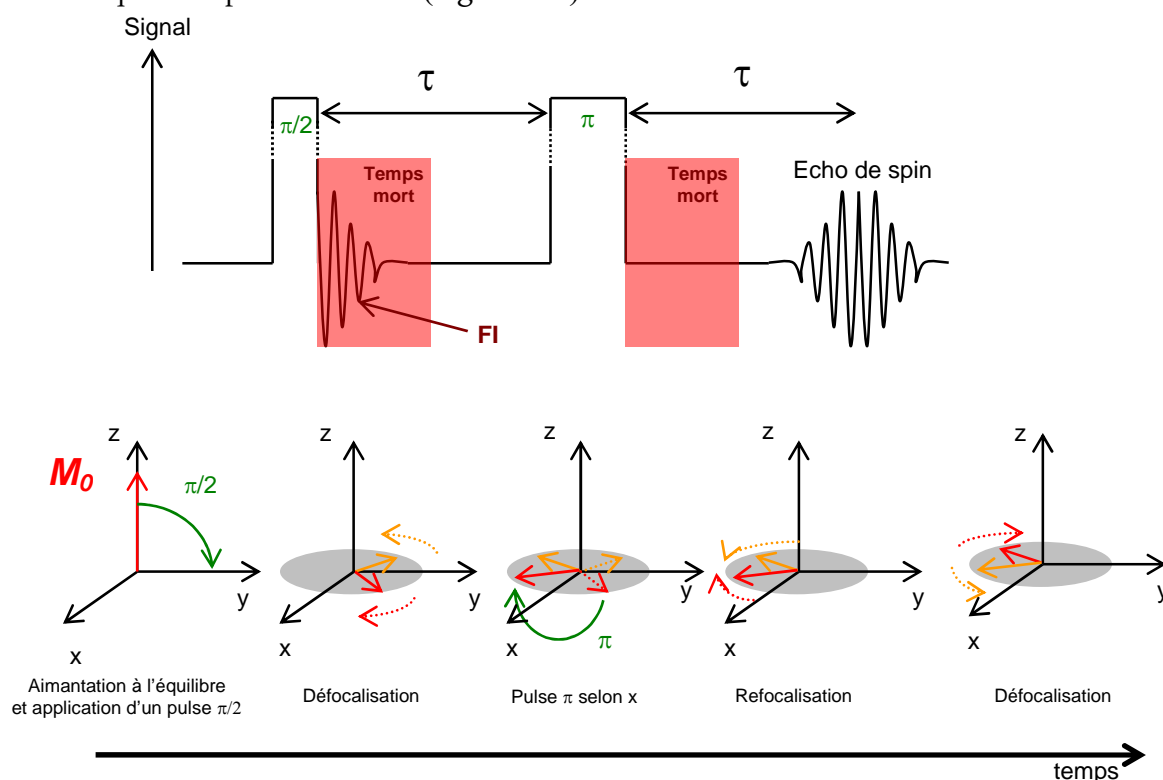 Signal
τ
τ
π/2
π
Temps
mort
Temps
mort
Echo de spin
FI
z
M0
π/2
y
x
z
y
x
z
y
x
π
z
y
x
z
y
x
Aimantation à l'équilibre
et application d'un pulse π/2
Défocalisation
Pulse π selon x
Refocalisation
Défocalisation
temps